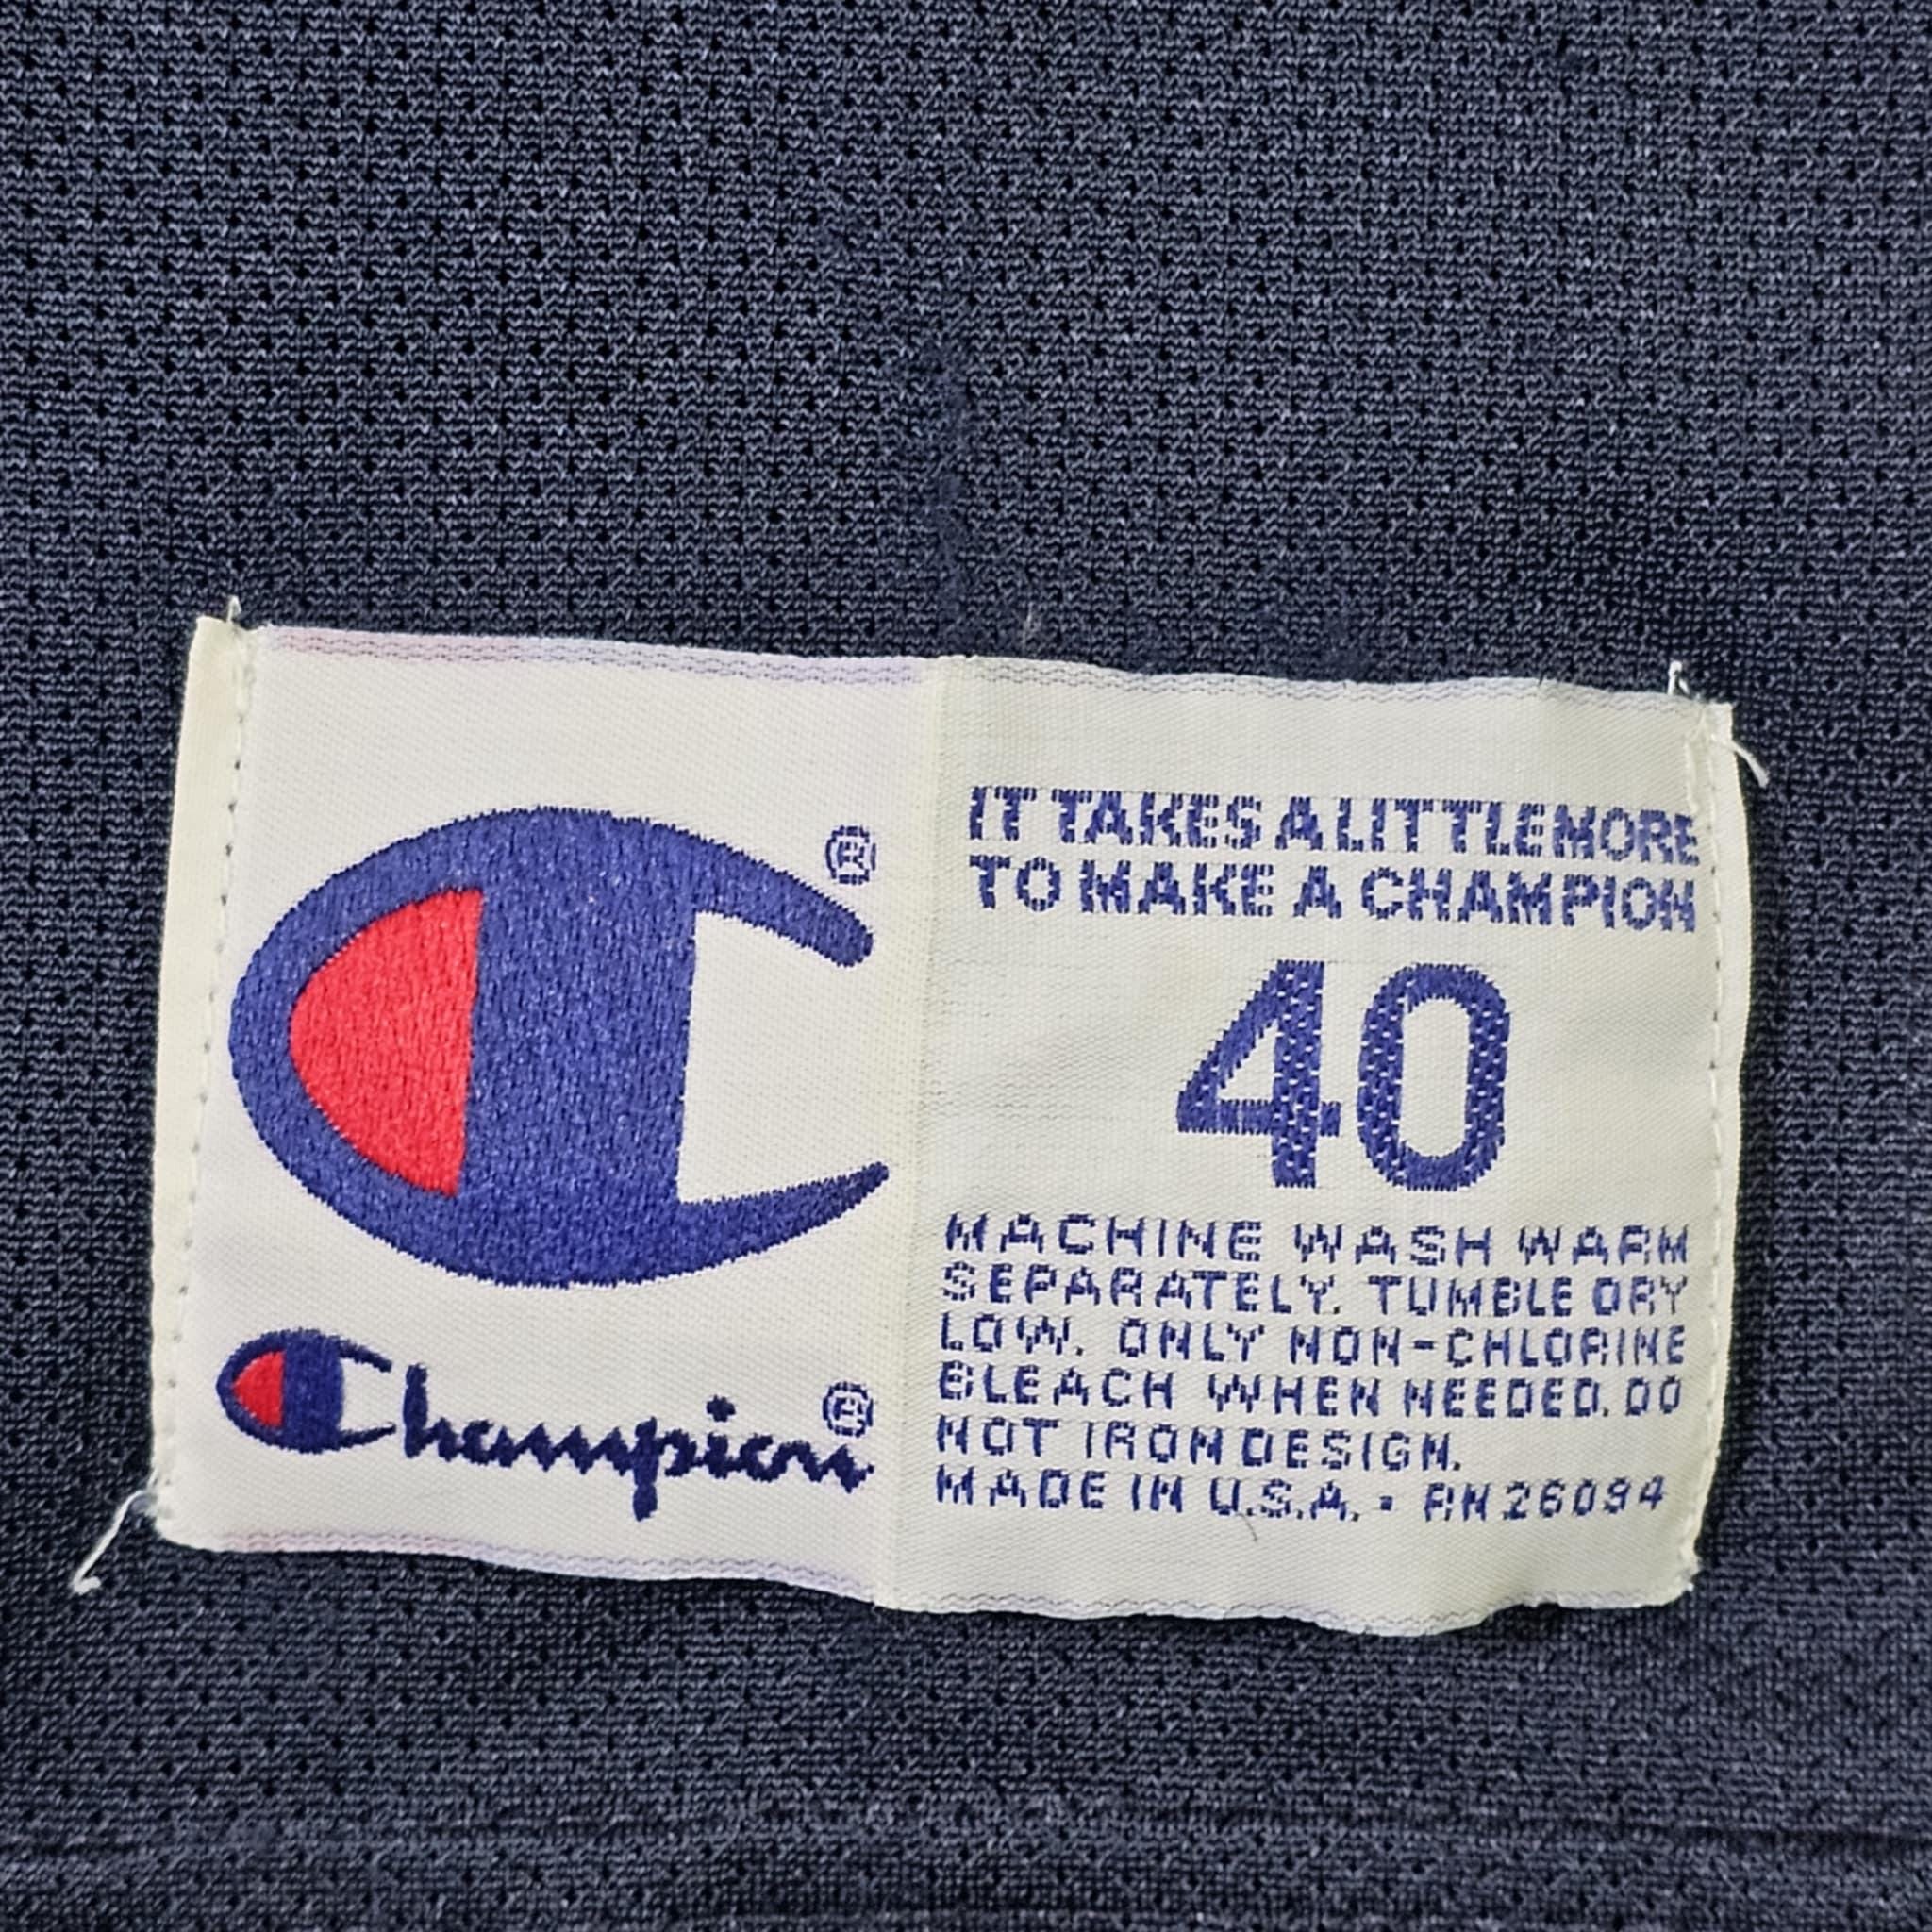 ®
Champion®
IT TAKES A LITTLE MORE
TO MAKE A CHAMPION
40
MACHINE WASH WARM
SEPARATELY. TUMBLE DRY
LOW. ONLY NON-CHLORINE
BLEACH WHEN NEEDED. DO
NOT IRON DESIGN.
MADE IN U.S.A. - RN 26094